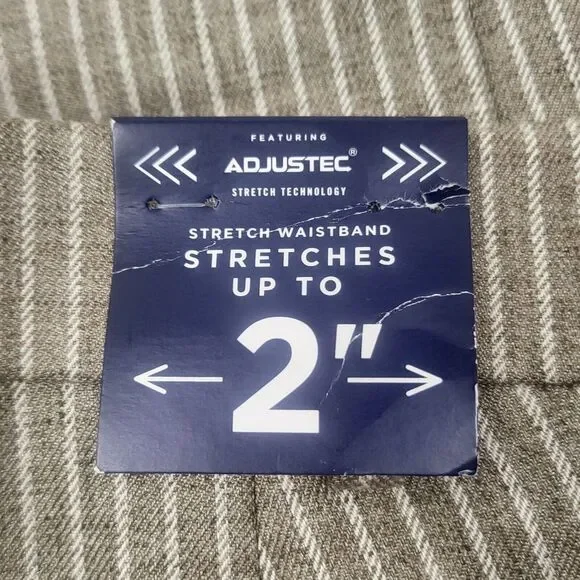 FEATURING
ADJUSTEC®
STRETCH TECHNOLOGY
STRETCH WAISTBAND
STRETCHES
UP TO
2"